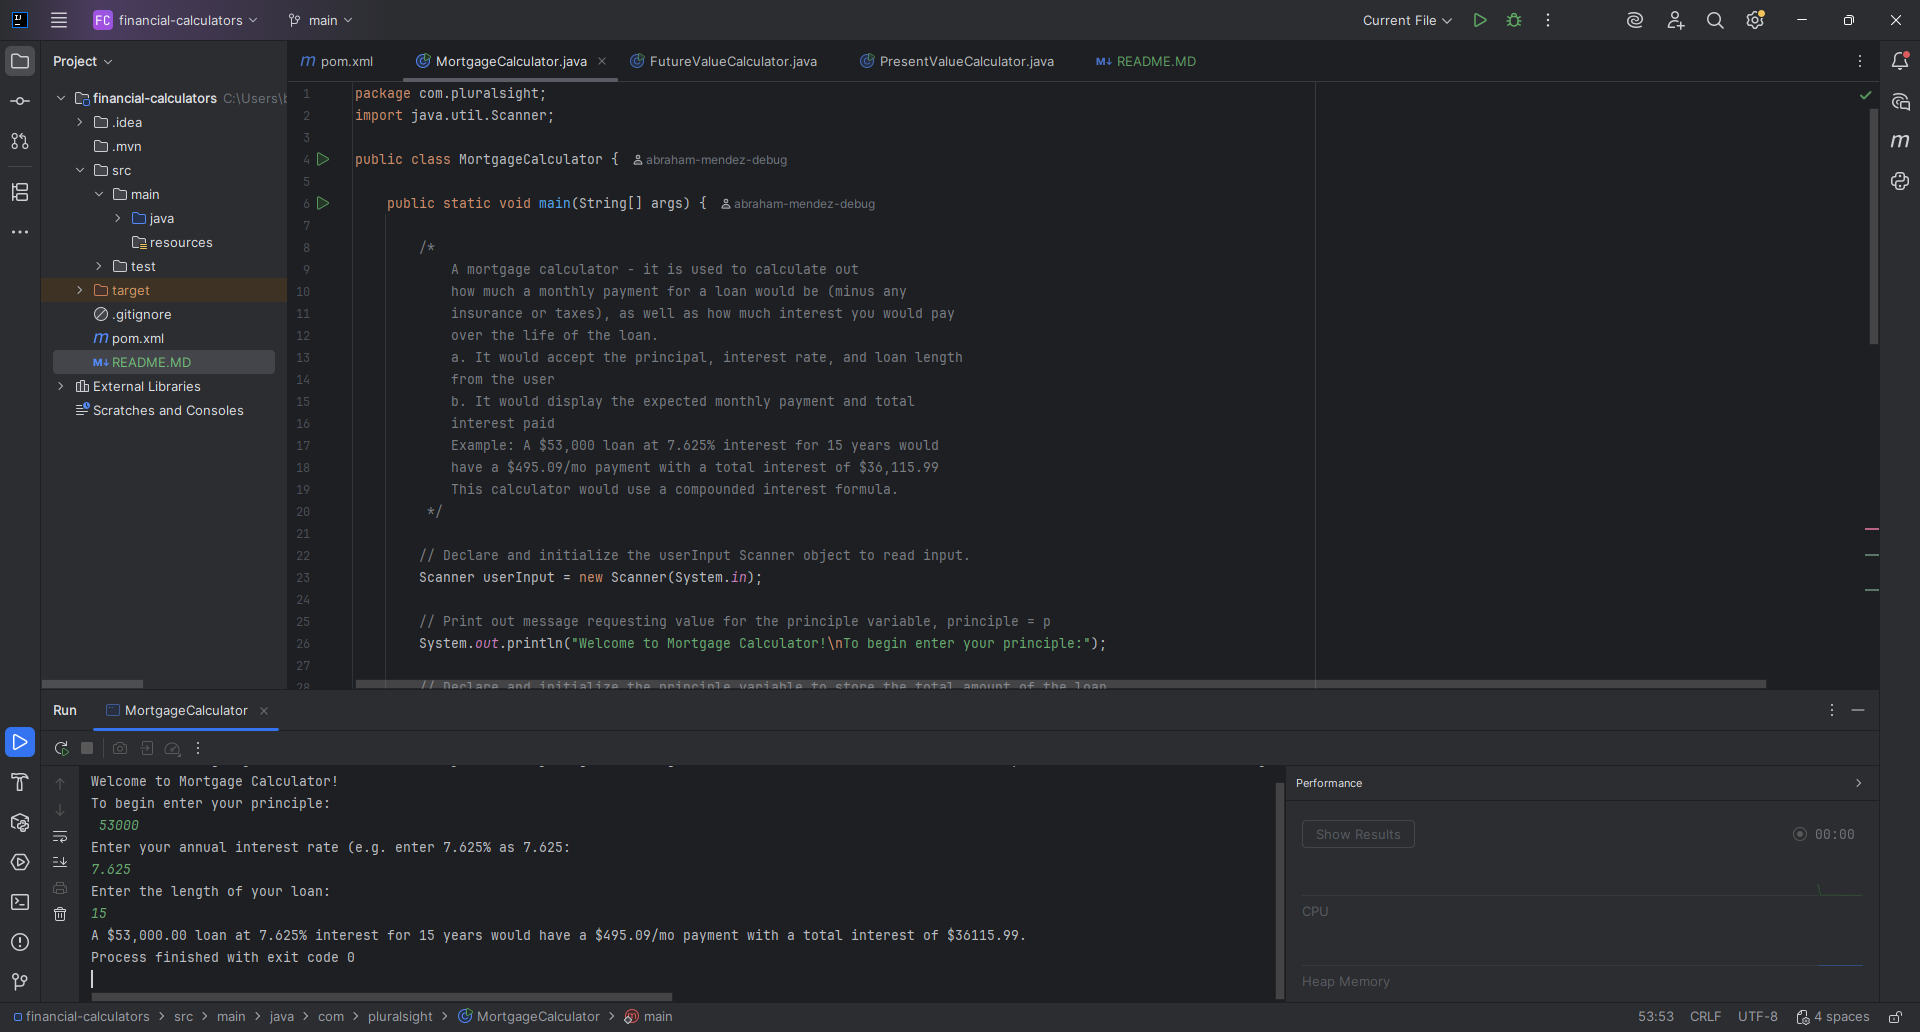 FC financial-calculators main Current File
Project
pom.xml MortgageCalculator.java FutureValueCalculator.java PresentValueCalculator.java README.MD
financial-calculators C:\Users\
.idea
.mvn
src
main
java
resources
test
target
.gitignore
pom.xml
README.MD
External Libraries
Scratches and Consoles
1 package com.pluralsight;
2 import java.util.Scanner;
3
4 public class MortgageCalculator { abraham-mendez-debug
5
6 public static void main(String[] args) { abraham-mendez-debug
7
8 /*
9 A mortgage calculator - it is used to calculate out
10 how much a monthly payment for a loan would be (minus any
11 insurance or taxes), as well as how much interest you would pay
12 over the life of the loan.
13 a. It would accept the principal, interest rate, and loan length
14 from the user
15 b. It would display the expected monthly payment and total
16 interest paid
17 Example: A $53,000 loan at 7.625% interest for 15 years would
18 have a $495.09/mo payment with a total interest of $36,115.99
19 This calculator would use a compounded interest formula.
20 */
21
22 // Declare and initialize the userInput Scanner object to read input.
23 Scanner userInput = new Scanner(System.in);
24
25 // Print out message requesting value for the principle variable, principle = p
26 System.out.println("Welcome to Mortgage Calculator!\nTo begin enter your principle:");
27
28 // Declare and initialize the principle variable to store the total amount of the loan
Run MortgageCalculator
Welcome to Mortgage Calculator!
To begin enter your principle:
53000
Enter your annual interest rate (e.g. enter 7.625% as 7.625:
7.625
Enter the length of your loan:
15
A $53,000.00 loan at 7.625% interest for 15 years would have a $495.09/mo payment with a total interest of $36115.99.
Process finished with exit code 0
Performance
Show Results 00:00
CPU
Heap Memory
financial-calculators > src > main > java > com > pluralsight > MortgageCalculator > main 53:53 CRLF UTF-8 4 spaces